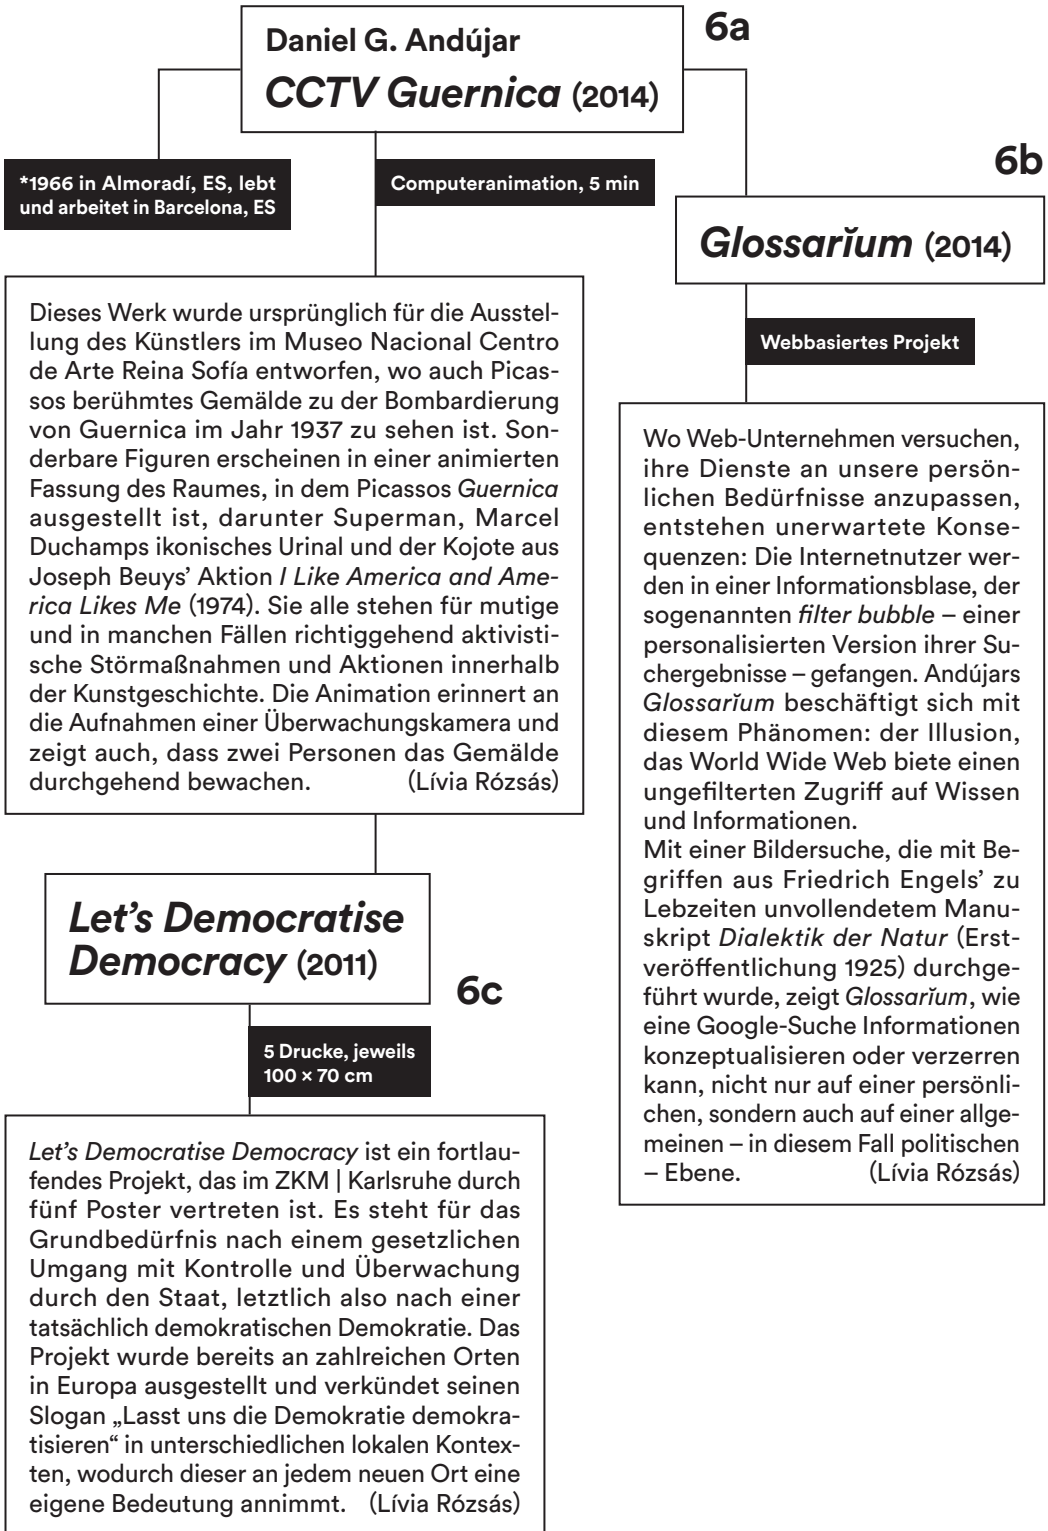 Daniel G. Andújar
CCTV Guernica (2014)
6a
*1966 in Almoradí, ES, lebt
und arbeitet in Barcelona, ES
Computeranimation, 5 min
Dieses Werk wurde ursprünglich für die Ausstel-
lung des Künstlers im Museo Nacional Centro
de Arte Reina Sofía entworfen, wo auch Picas-
sos berühmtes Gemälde zu der Bombardierung
von Guernica im Jahr 1937 zu sehen ist. Son-
derbare Figuren erscheinen in einer animierten
Fassung des Raumes, in dem Picassos Guernica
ausgestellt ist, darunter Superman, Marcel
Duchamps ikonisches Urinal und der Kojote aus
Joseph Beuys’ Aktion I Like America and Ame-
rica Likes Me (1974). Sie alle stehen für mutige
und in manchen Fällen richtiggehend aktivisti-
sche Störmaßnahmen und Aktionen innerhalb
der Kunstgeschichte. Die Animation erinnert an
die Aufnahmen einer Überwachungskamera und
zeigt auch, dass zwei Personen das Gemälde
durchgehend bewachen. (Lívia Rózsás)
6b
Glossarĭum (2014)
Webbasiertes Projekt
Wo Web-Unternehmen versuchen,
ihre Dienste an unsere persön-
lichen Bedürfnisse anzupassen,
entstehen unerwartete Konse-
quenzen: Die Internetnutzer wer-
den in einer Informationsblase, der
sogenannten filter bubble – einer
personalisierten Version ihrer Su-
chergebnisse – gefangen. Andújars
Glossarĭum beschäftigt sich mit
diesem Phänomen: der Illusion,
das World Wide Web biete einen
ungefilterten Zugriff auf Wissen
und Informationen.
Mit einer Bildersuche, die mit Be-
griffen aus Friedrich Engels’ zu
Lebzeiten unvollendetem Manu-
skript Dialektik der Natur (Erst-
veröffentlichung 1925) durchge-
führt wurde, zeigt Glossarĭum, wie
eine Google-Suche Informationen
konzeptualisieren oder verzerren
kann, nicht nur auf einer persönli-
chen, sondern auch auf einer allge-
meinen – in diesem Fall politischen
– Ebene. (Lívia Rózsás)
Let’s Democratise
Democracy (2011)
6c
5 Drucke, jeweils
100 × 70 cm
Let’s Democratise Democracy ist ein fortlau-
fendes Projekt, das im ZKM | Karlsruhe durch
fünf Poster vertreten ist. Es steht für das
Grundbedürfnis nach einem gesetzlichen
Umgang mit Kontrolle und Überwachung
durch den Staat, letztlich also nach einer
tatsächlich demokratischen Demokratie. Das
Projekt wurde bereits an zahlreichen Orten
in Europa ausgestellt und verkündet seinen
Slogan „Lasst uns die Demokratie demokra-
tisieren“ in unterschiedlichen lokalen Kontex-
ten, wodurch dieser an jedem neuen Ort eine
eigene Bedeutung annimmt. (Lívia Rózsás)